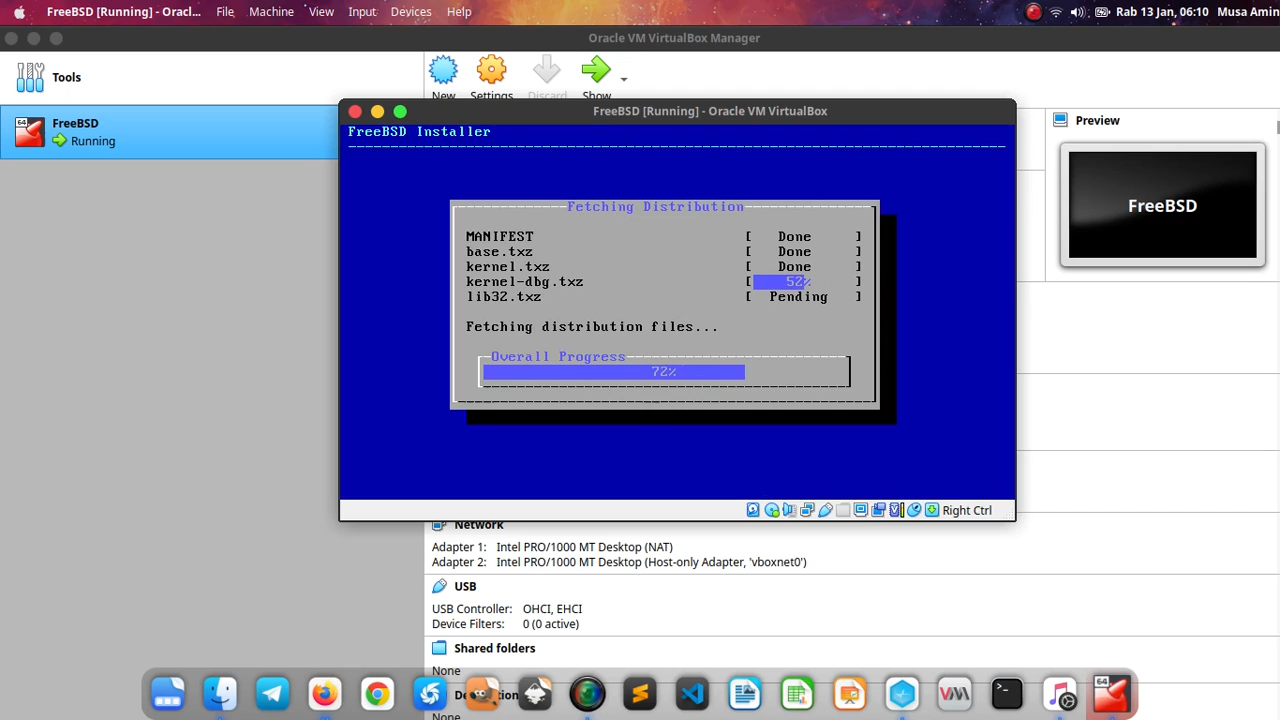 FreeBSD [Running] - Oracl... File Machine View Input Devices Help Rab 13 Jan, 06:10 Musa Amin
Oracle VM VirtualBox Manager
Tools
New Settings Discard Show
64 FreeBSD
Running
FreeBSD [Running] - Oracle VM VirtualBox
FreeBSD Installer
Fetching Distribution
MANIFEST [ Done ]
base.txz [ Done ]
kernel.txz [ Done ]
kernel-dbg.txz [ 52% ]
lib32.txz [ Pending ]
Fetching distribution files...
Overall Progress
72%
Right Ctrl
Preview
FreeBSD
Network
Adapter 1: Intel PRO/1000 MT Desktop (NAT)
Adapter 2: Intel PRO/1000 MT Desktop (Host-only Adapter, 'vboxnet0')
USB
USB Controller: OHCI, EHCI
Device Filters: 0 (0 active)
Shared folders
None